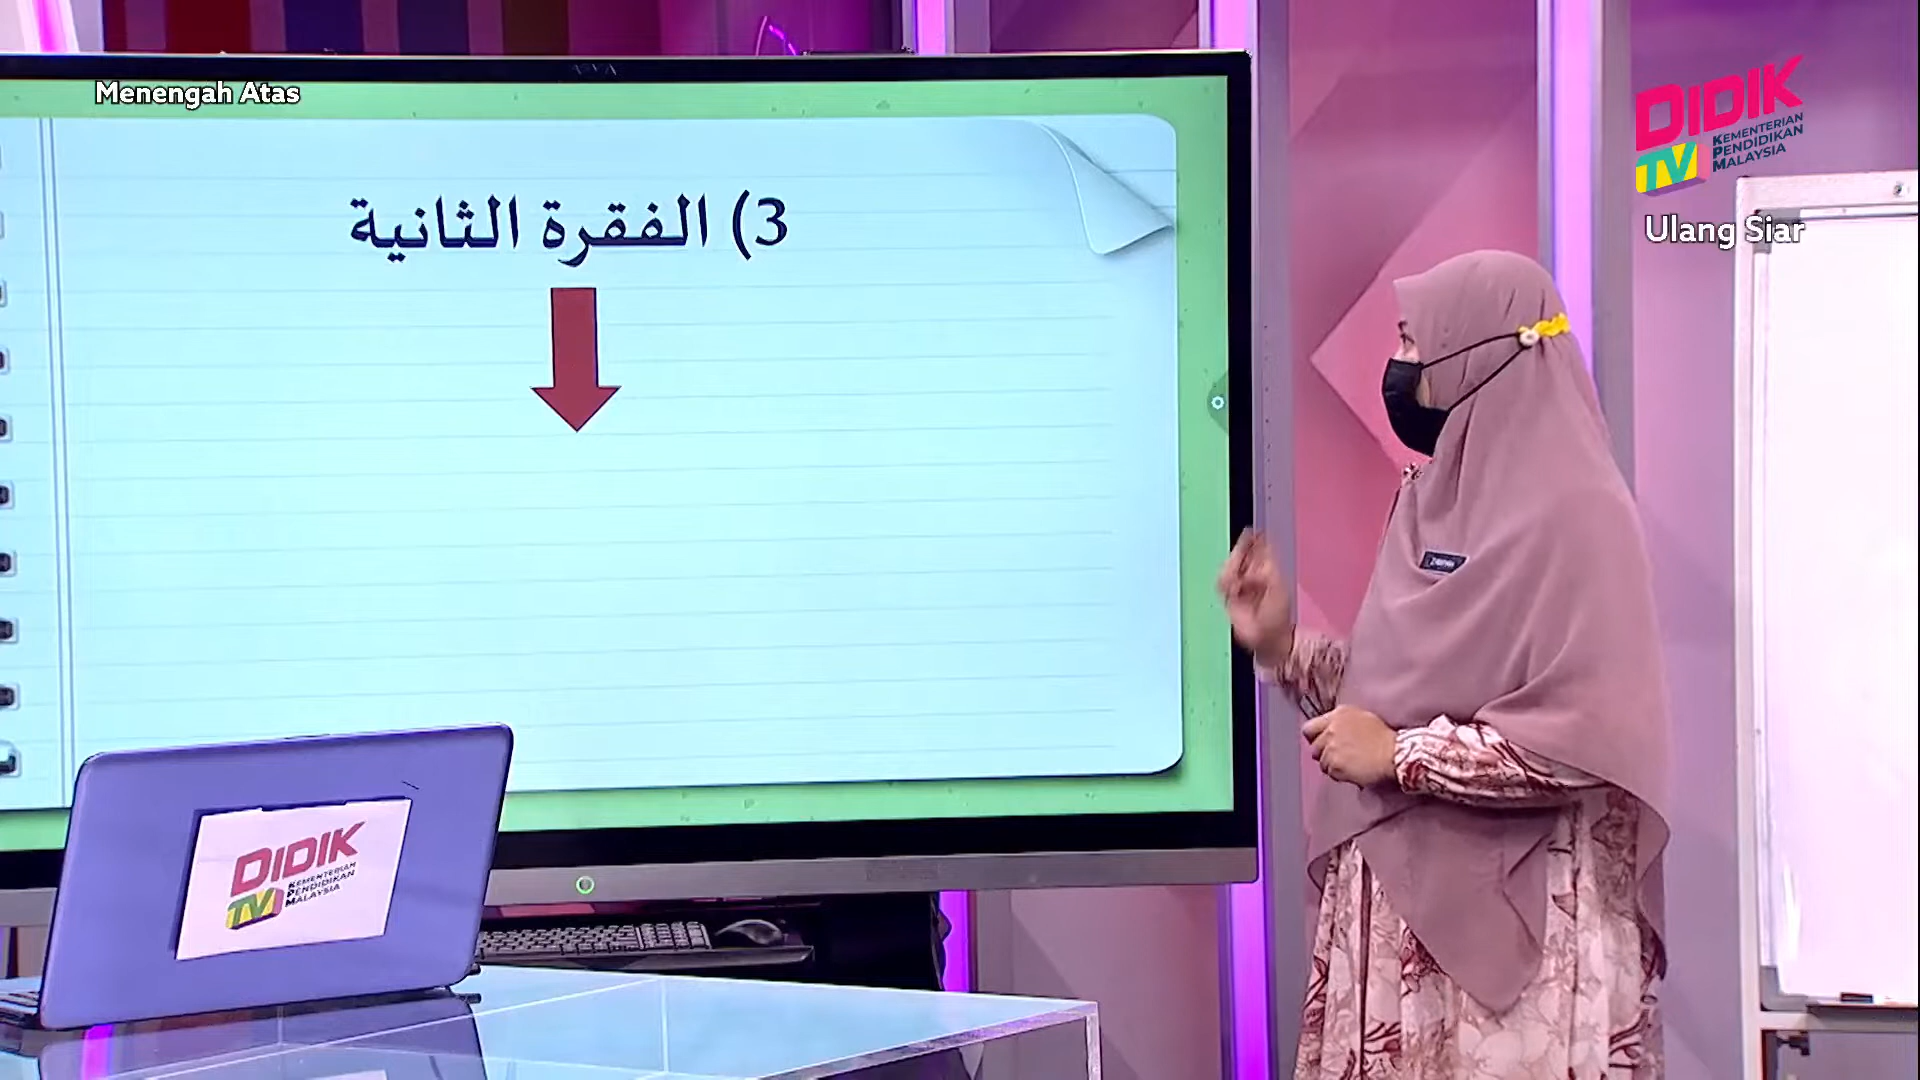 Menengah Atas
3) الفقرة الثانية
DIDIK
TV
KEMENTERIAN
PENDIDIKAN
MALAYSIA
Ulang Siar
DIDIK
TV
KEMENTERIAN
PENDIDIKAN
MALAYSIA